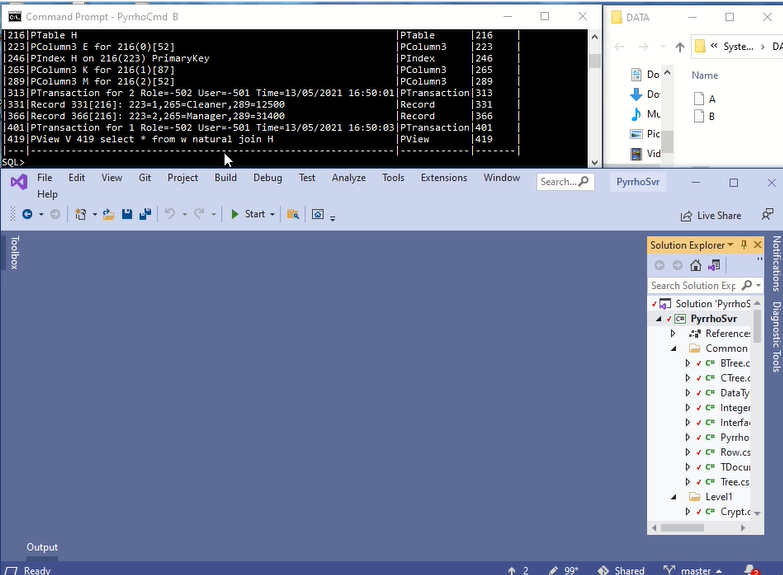 Command Prompt - PyrrhoCmd B
|216|PTable H |PTable |216 |
|223|PColumn3 E for 216(0)[52] |PColumn3 |223 |
|246|PIndex H on 216(223) PrimaryKey |PIndex |246 |
|265|PColumn3 K for 216(1)[87] |PColumn3 |265 |
|289|PColumn3 M for 216(2)[52] |PColumn3 |289 |
|313|PTransaction for 2 Role=-502 User=-501 Time=13/05/2021 16:50:01|PTransaction|313 |
|331|Record 331[216]: 223=1,265=Cleaner,289=12500 |Record |331 |
|366|Record 366[216]: 223=2,265=Manager,289=31400 |Record |366 |
|401|PTransaction for 1 Role=-502 User=-501 Time=13/05/2021 16:50:03|PTransaction|401 |
|419|PView V 419 select * from w natural join H |PView |419 |
SQL>
DATA
« Syste... > DA
Do
Do
Mu
Pic
Vid
Name
A
B
File Edit View Git Project Build Debug Test Analyze Tools Extensions Window
Help
Search...
PyrrhoSvr
Start
Live Share
Toolbox
Solution Explorer
Search Solution Exp
Solution 'PyrrhoS
PyrrhoSvr
References
Common
BTree.c
CTree.c
DataTy
Integer
Interfac
Pyrrho
Row.cs
TDocu
Tree.cs
Level1
Crypt.c
Notifications
Diagnostic Tools
Output
Ready
2
99*
Shared
master
2